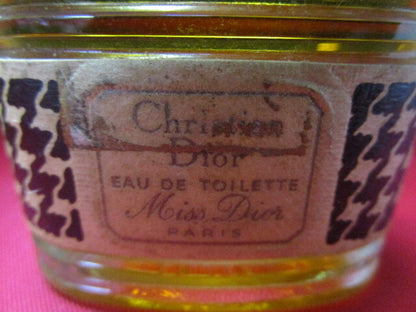 Christian
Dior
EAU DE TOILETTE
Miss Dior
PARIS